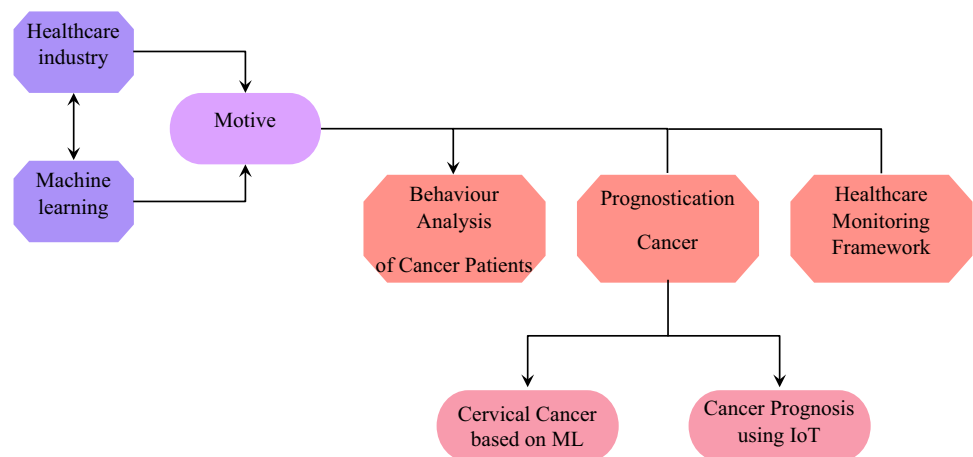 Healthcare
industry
Motive
Machine
learning
Behaviour
Analysis
of Cancer Patients
Prognostication
Cancer
Healthcare
Monitoring
Framework
Cervical Cancer
based on ML
Cancer Prognosis
using IoT